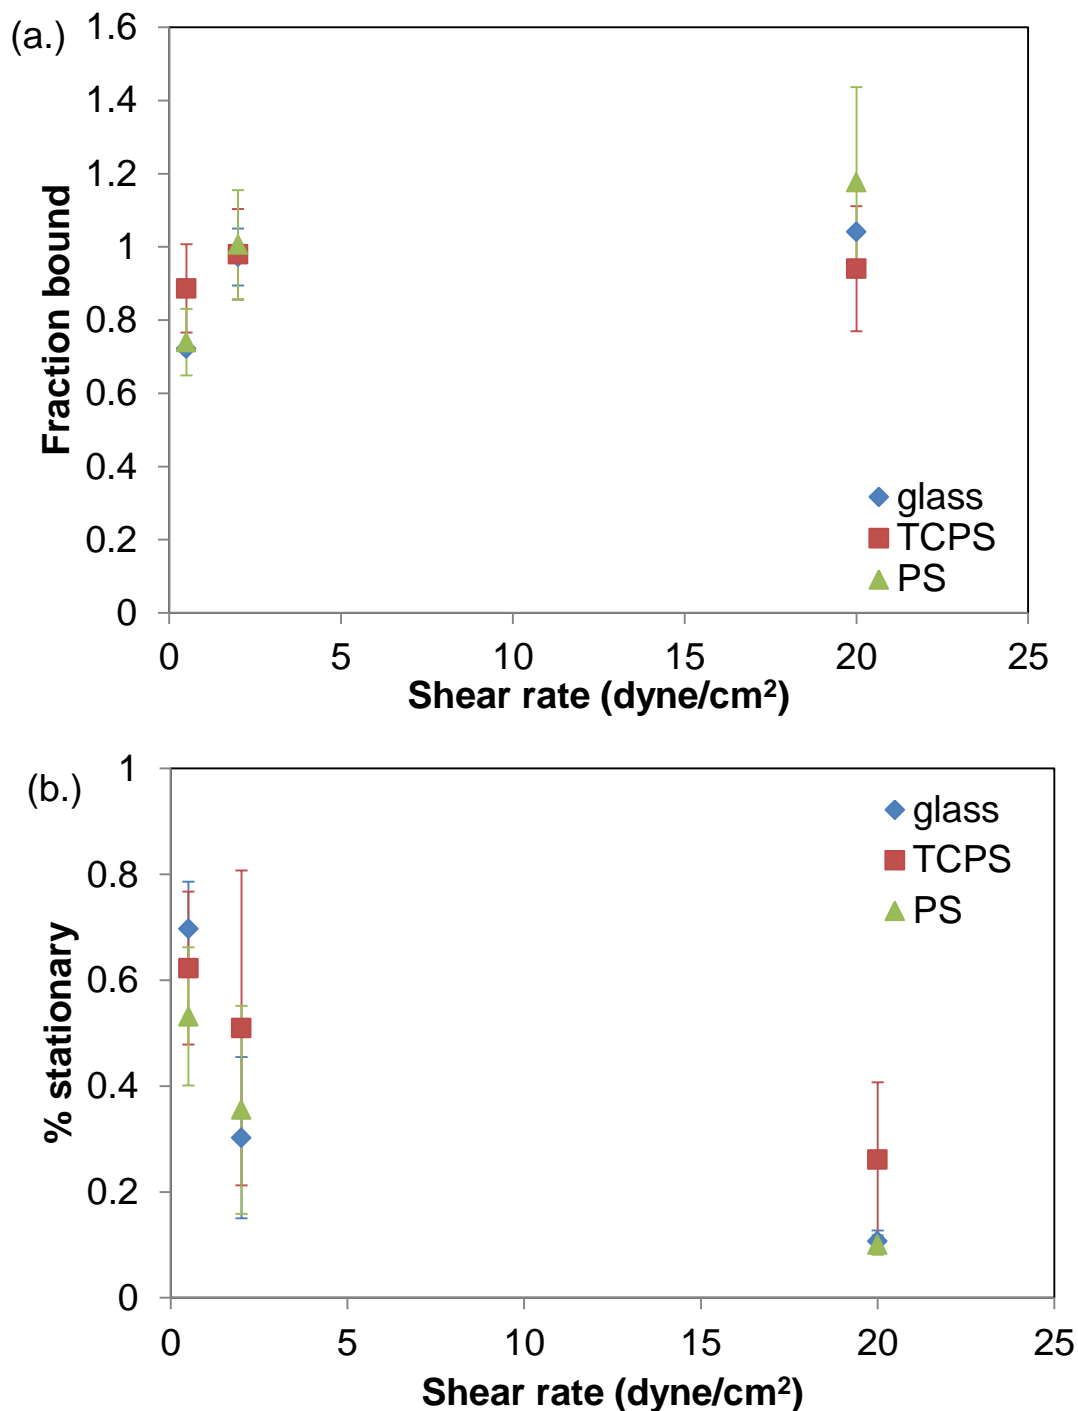 (a.)
1.6
1.4
1.2
1
0.8
0.6
0.4
0.2
0
Fraction bound
glass
TCPS
PS
0 5 10 15 20 25
Shear rate (dyne/cm²)
(b.)
1
0.8
0.6
0.4
0.2
0
% stationary
glass
TCPS
PS
0 5 10 15 20 25
Shear rate (dyne/cm²)